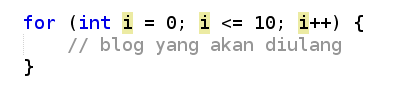 for (int i = 0; i <= 10; i++) {
    // blog yang akan diulang
}